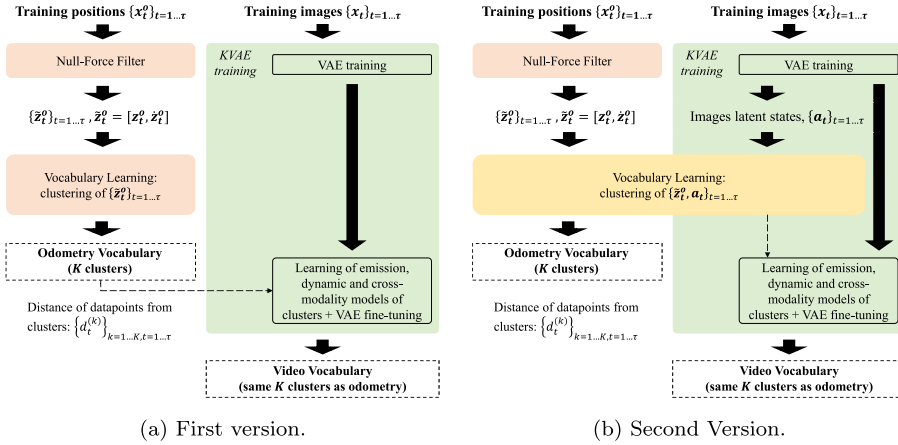 Training positions {x_t^o}_{t=1…τ}
Null-Force Filter
{z̃_t^o}_{t=1…τ} , z̃_t^o = [z_t^o, ż_t^o]
Vocabulary Learning:
clustering of {z̃_t^o}_{t=1…τ}
Odometry Vocabulary
(K clusters)
Distance of datapoints from
clusters: {d_t^{(k)}}_{k=1…K,t=1…τ}
Training images {x_t}_{t=1…τ}
KVAE
training
VAE training
Learning of emission,
dynamic and cross-
modality models of
clusters + VAE fine-tuning
Video Vocabulary
(same K clusters as odometry)
(a) First version.
Training positions {x_t^o}_{t=1…τ}
Null-Force Filter
{z̃_t^o}_{t=1…τ} , z̃_t^o = [z_t^o, ż_t^o]
Training images {x_t}_{t=1…τ}
KVAE
training
VAE training
Images latent states, {a_t}_{t=1…τ}
Vocabulary Learning:
clustering of {z̃_t^o, a_t}_{t=1…τ}
Odometry Vocabulary
(K clusters)
Distance of datapoints from
clusters: {d_t^{(k)}}_{k=1…K,t=1…τ}
Learning of emission,
dynamic and cross-
modality models of
clusters + VAE fine-tuning
Video Vocabulary
(same K clusters as odometry)
(b) Second Version.